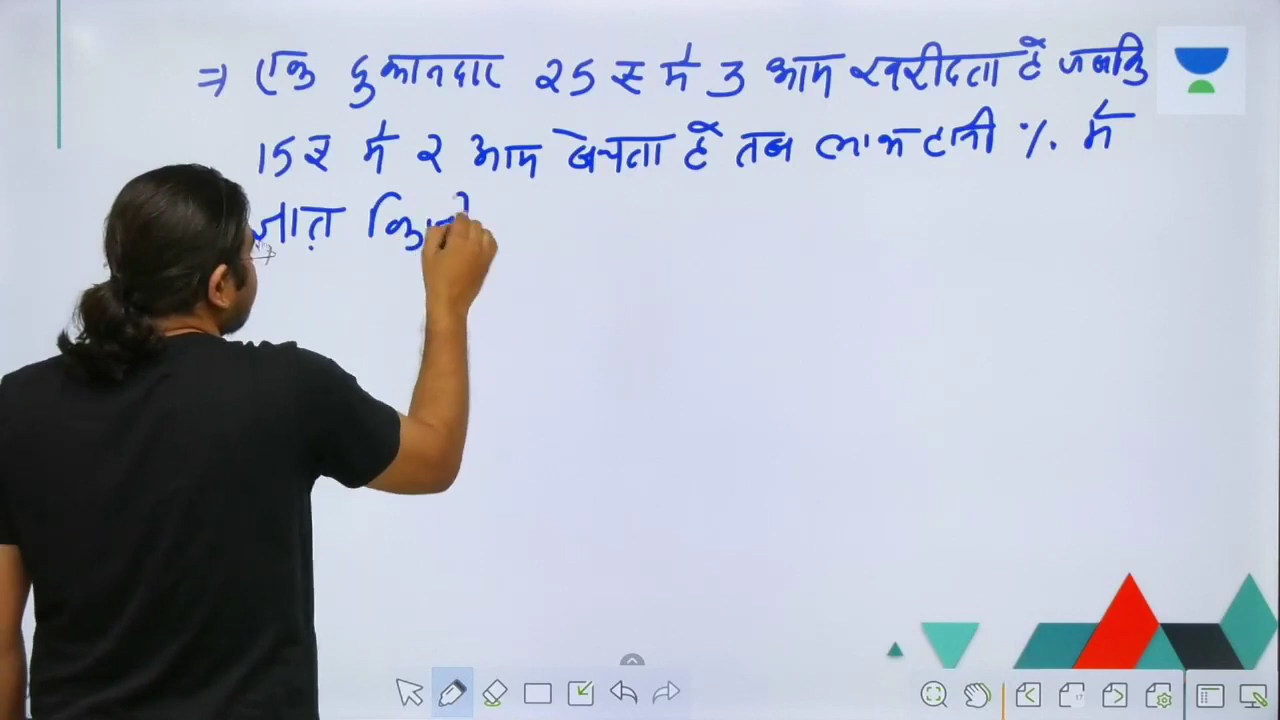 ⇒ एक दुकानदार 25 रू में 3 आम खरीदता है जबकि
15 रू में 2 आम बेचता है तब लाभ हानी % में
ज्ञात